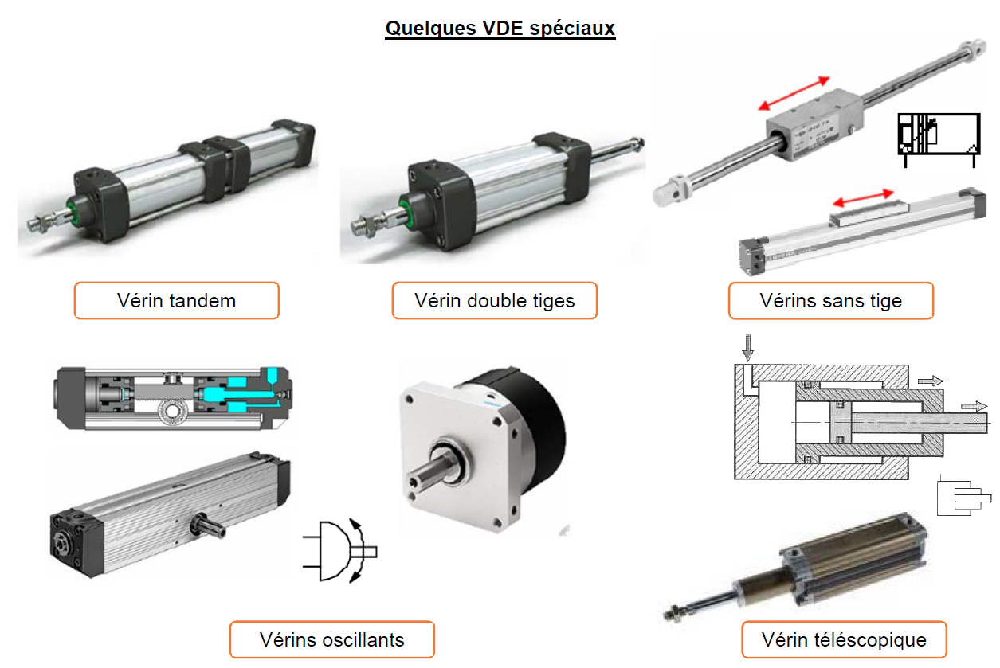 Quelques VDE spéciaux
Vérin tandem
Vérin double tiges
Vérins sans tige
Vérins oscillants
Vérin téléscopique